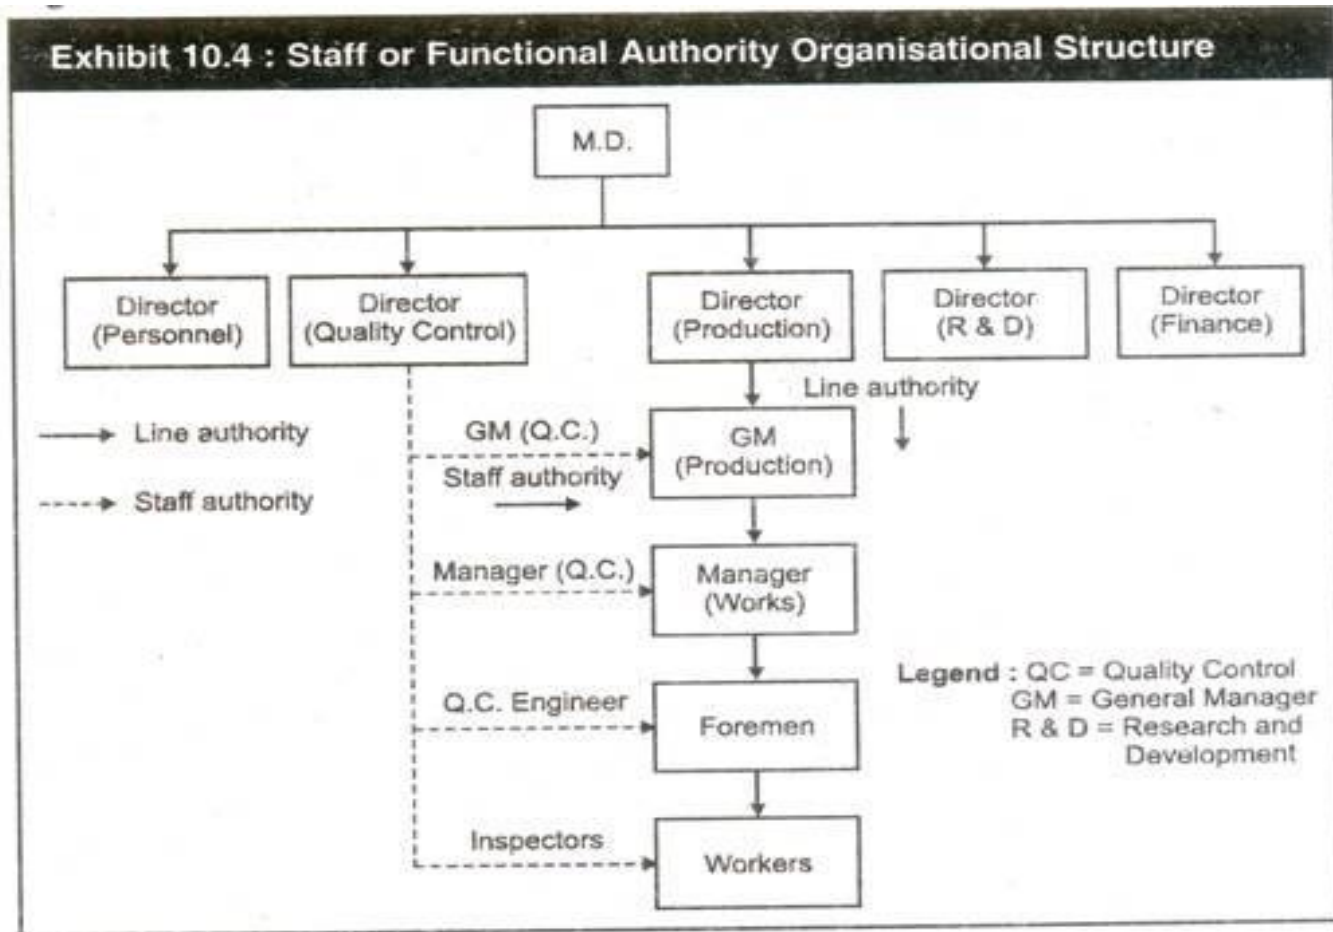 Exhibit 10.4 : Staff or Functional Authority Organisational Structure
M.D.
Director
(Personnel)
Director
(Quality Control)
Director
(Production)
Director
(R & D)
Director
(Finance)
Line authority
Staff authority
Line authority
GM (Q.C.)
Staff authority
GM
(Production)
Manager (Q.C.)
Manager
(Works)
Q.C. Engineer
Foremen
Inspectors
Workers
Legend : QC = Quality Control
GM = General Manager
R & D = Research and
Development